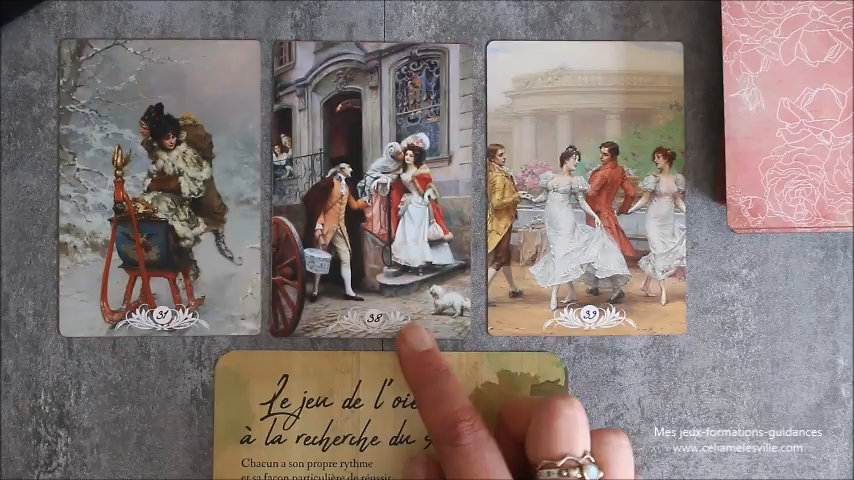 31
38
39
Le jeu de l'oie
à la recherche du
Chacun a son propre rythme
et sa façon particulière de réussir
Mes jeux-formations-guidances
www.celiamelesville.com